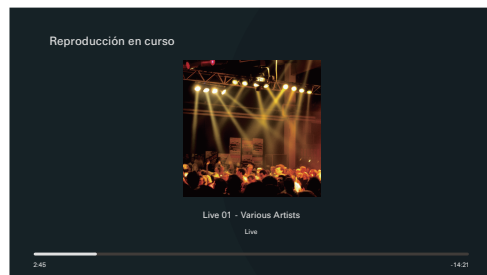 Reproducción en curso
Live 01 - Various Artists
Live
2:45
-14:21